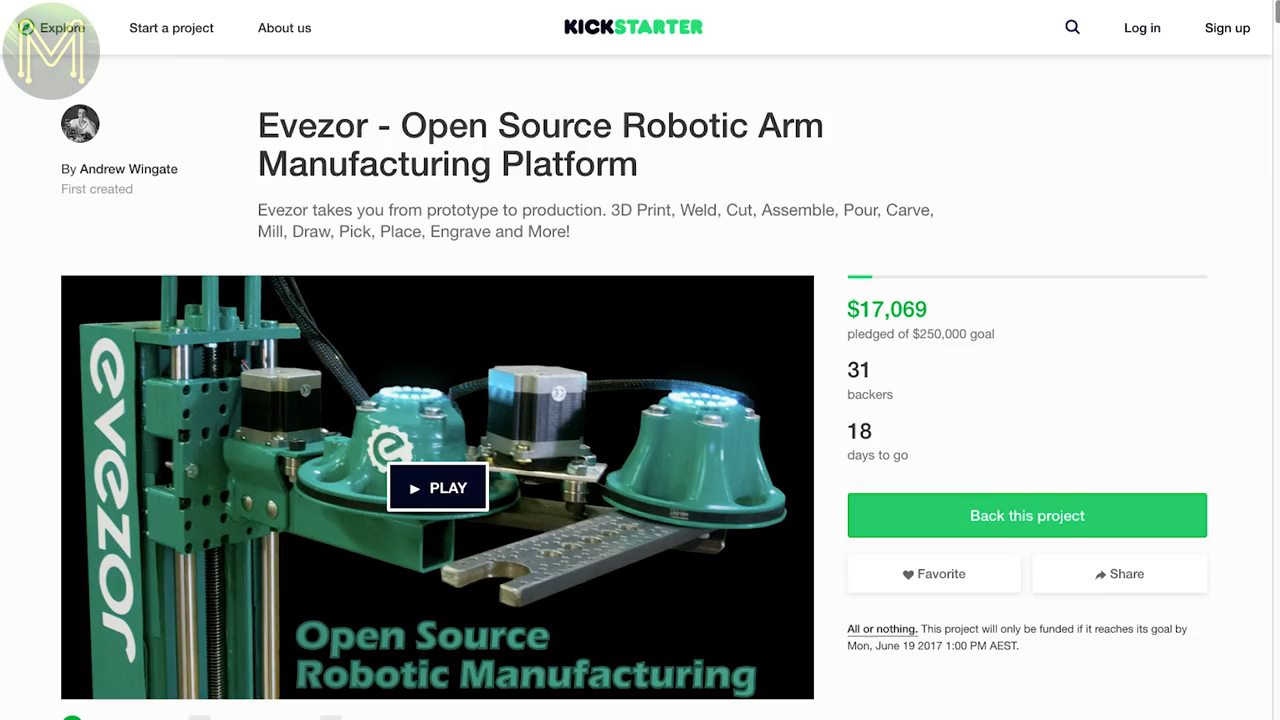 Explore
Start a project
About us
KICKSTARTER
Log in
Sign up
M
By Andrew Wingate
First created
Evezor - Open Source Robotic Arm
Manufacturing Platform
Evezor takes you from prototype to production. 3D Print, Weld, Cut, Assemble, Pour, Carve,
Mill, Draw, Pick, Place, Engrave and More!
evezor
e
PLAY
Open Source
Robotic Manufacturing
$17,069
pledged of $250,000 goal
31
backers
18
days to go
Back this project
Favorite
Share
All or nothing. This project will only be funded if it reaches its goal by
Mon, June 19 2017 1:00 PM AEST.